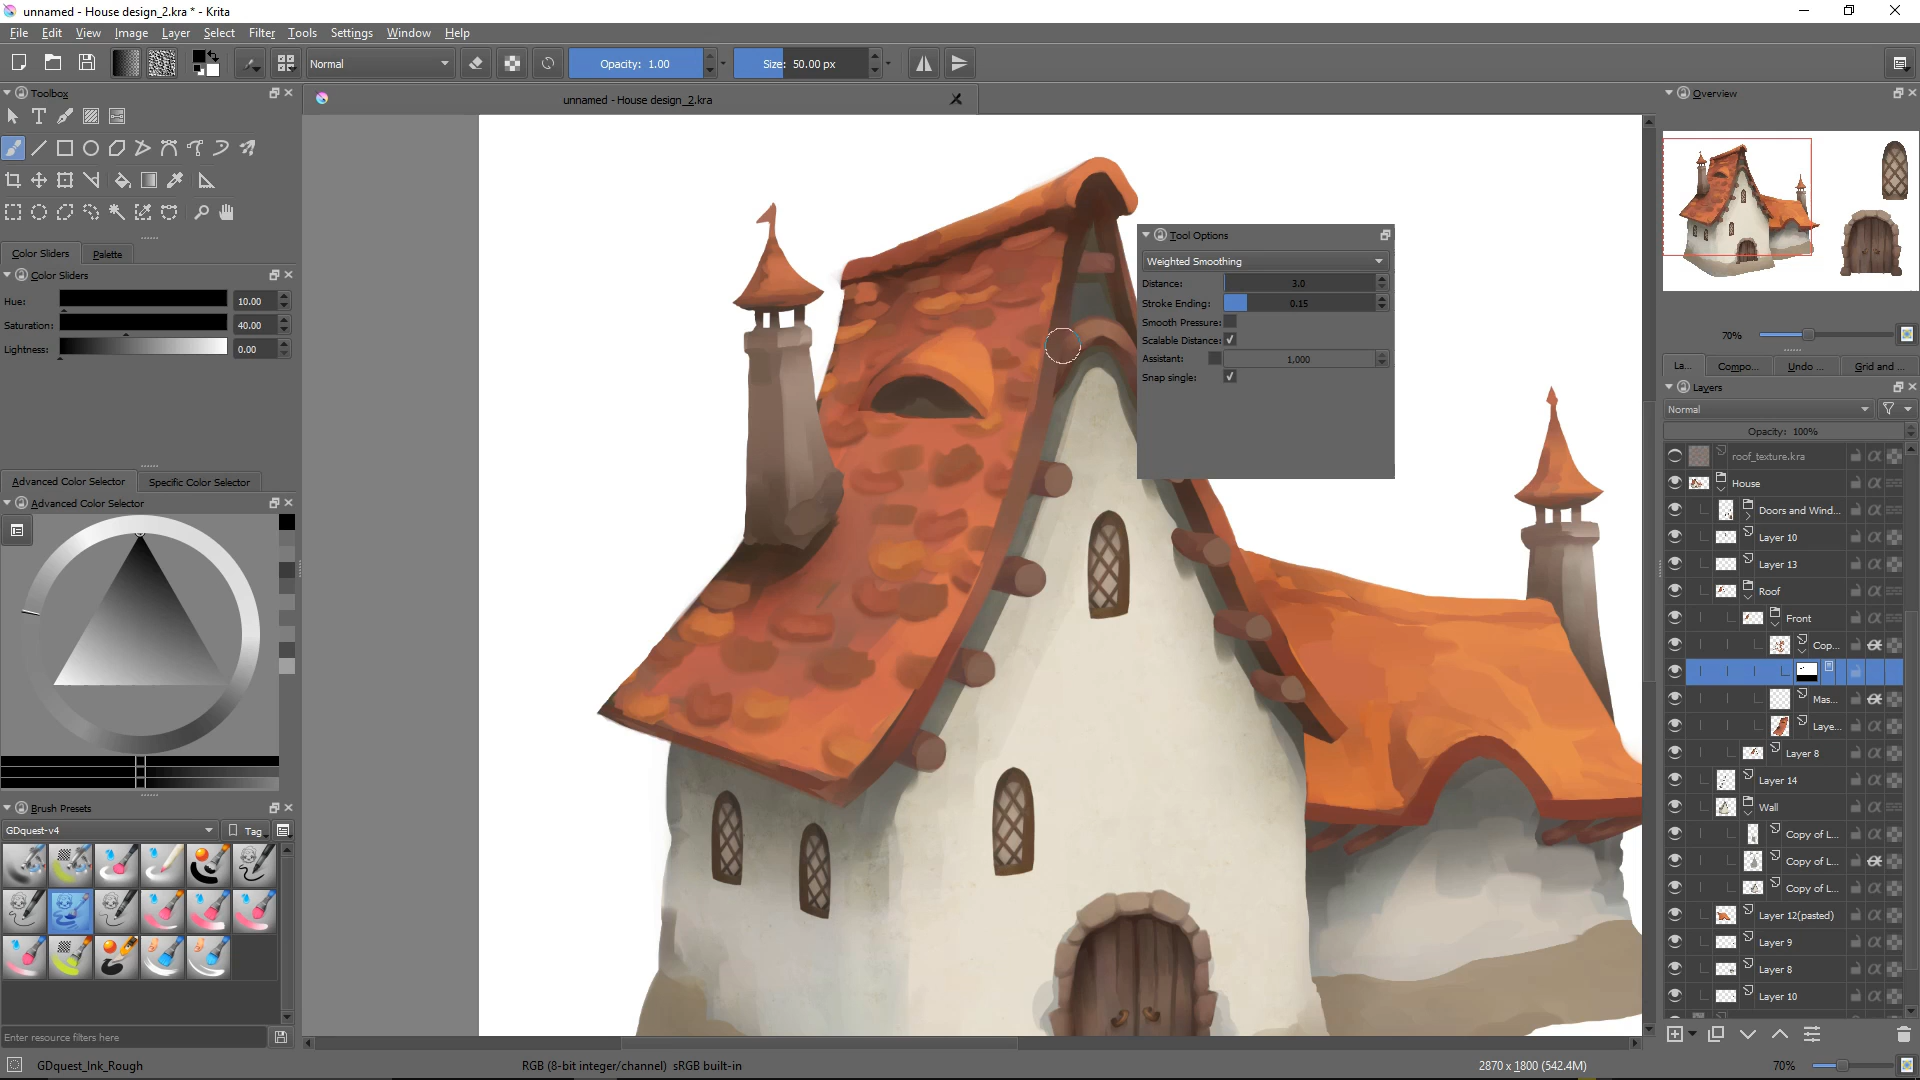 unnamed - House design_2.kra * - Krita
File Edit View Image Layer Select Filter Tools Settings Window Help
Normal Opacity: 1.00 Size: 50.00 px
Toolbox
unnamed - House design_2.kra
Overview
Color Sliders Palette
Color Sliders
Hue: 10.00
Saturation: 40.00
Lightness: 0.00
Tool Options
Weighted Smoothing
Distance: 3.0
Stroke Ending: 0.15
Smooth Pressure:
Scalable Distance:
Assistant: 1,000
Snap single:
70%
La... Compo... Undo ... Grid and ...
Layers
Normal
Opacity: 100%
roof_texture.kra
House
Doors and Wind...
Layer 10
Layer 13
Roof
Front
Cop...
Mas...
Laye...
Layer 8
Layer 14
Wall
Copy of L...
Copy of L...
Copy of L...
Layer 12(pasted)
Layer 9
Layer 8
Layer 10
Advanced Color Selector Specific Color Selector
Advanced Color Selector
Brush Presets
GDquest-v4 Tag
Enter resource filters here
GDquest_Ink_Rough RGB (8-bit integer/channel) sRGB built-in 2870 x 1800 (542.4M) 70%